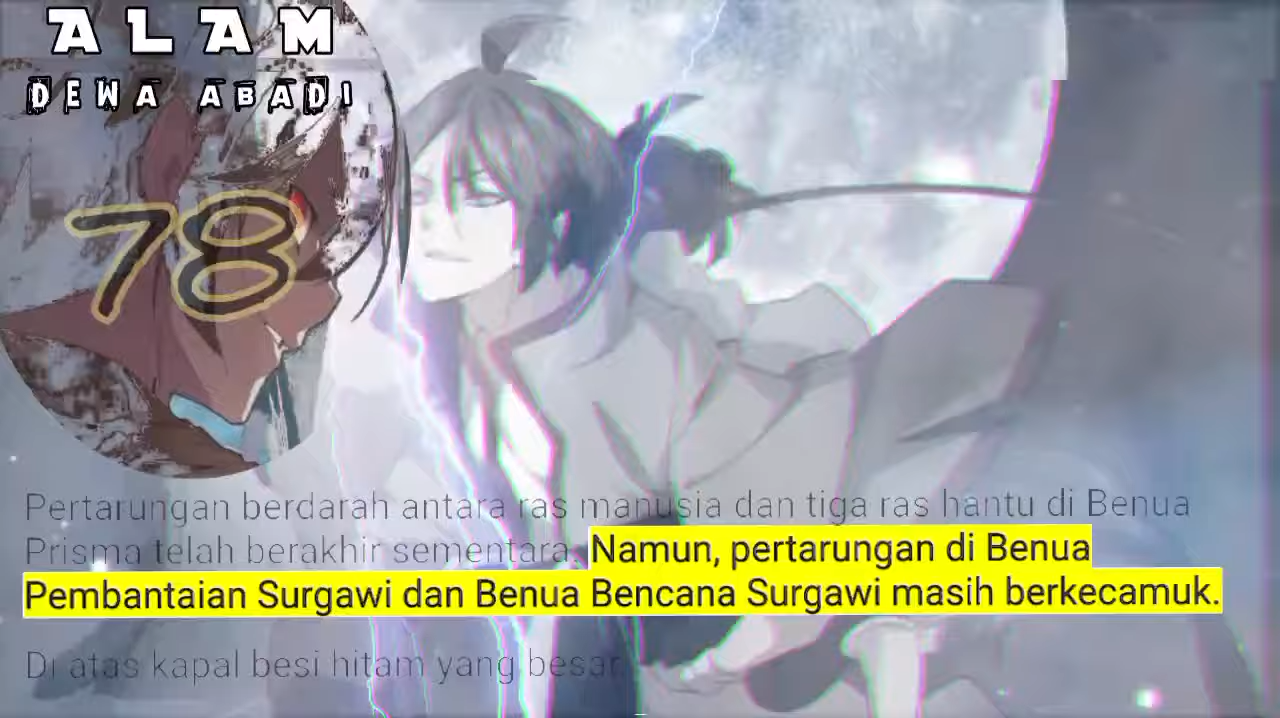 ALAM
DEWA ABADI
78
Pertarungan berdarah antara ras manusia dan tiga ras hantu di Benua
Prisma telah berakhir sementara. Namun, pertarungan di Benua
Pembantaian Surgawi dan Benua Bencana Surgawi masih berkecamuk.
Di atas kapal besi hitam yang besar,